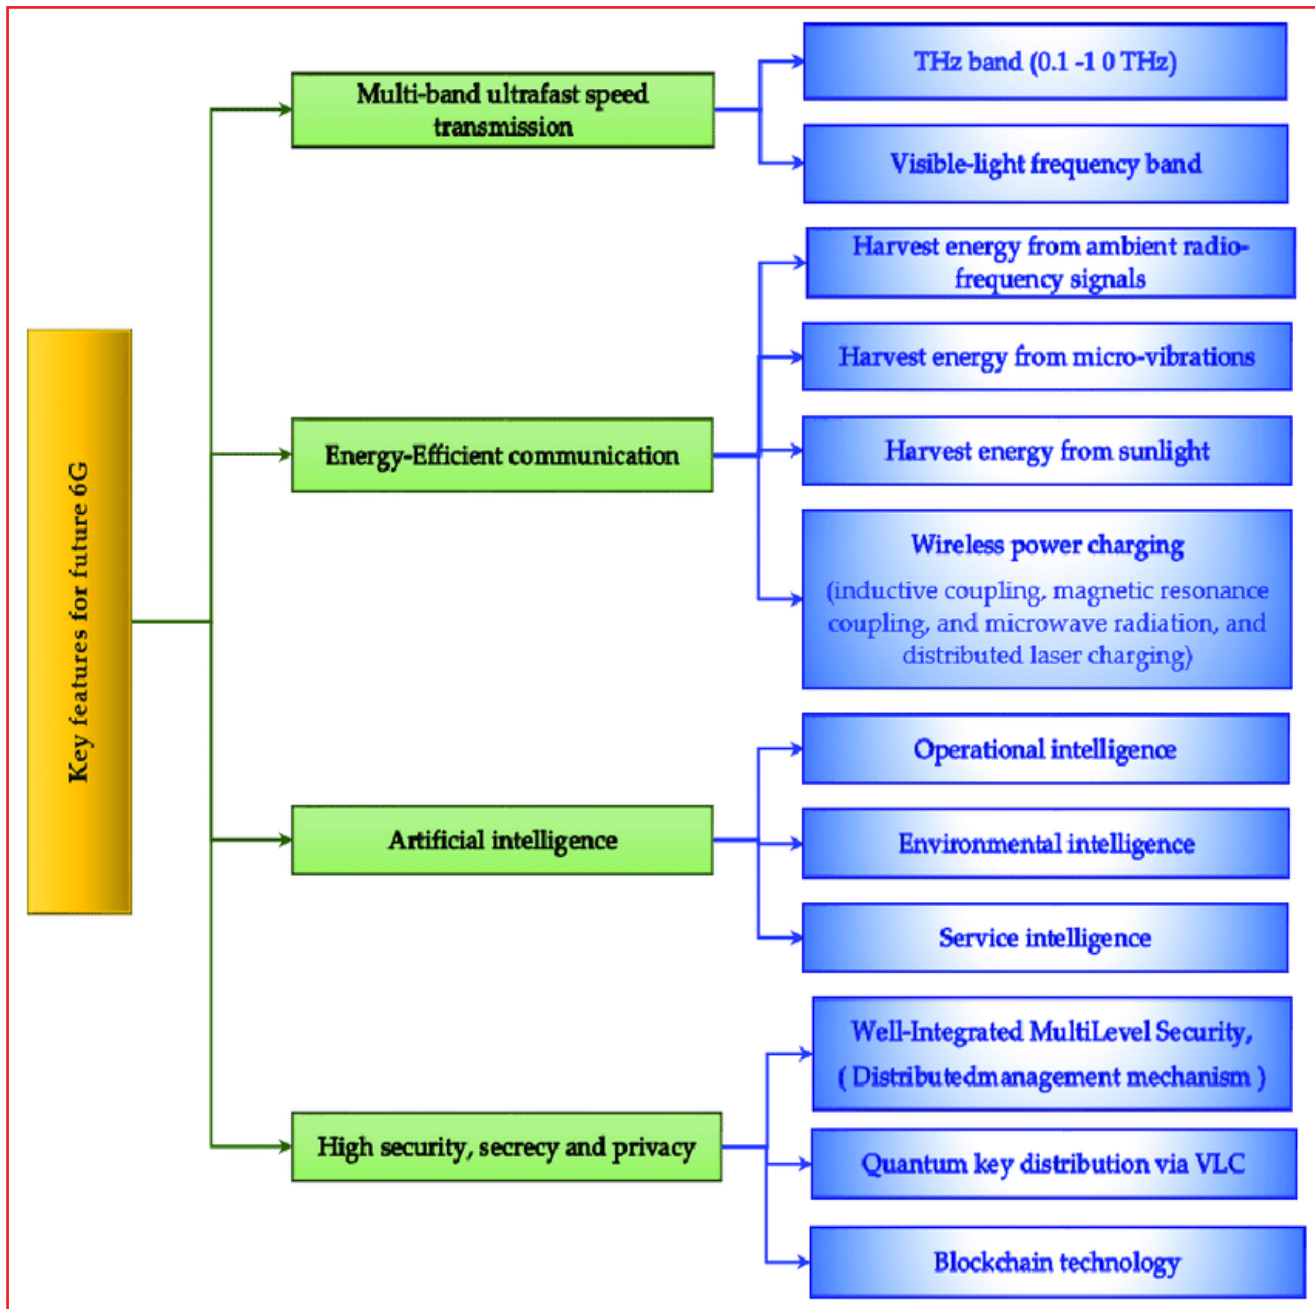 Key features for future 6G
Multi-band ultrafast speed
transmission
THz band (0.1 -1 0 THz)
Visible-light frequency band
Energy-Efficient communication
Harvest energy from ambient radio-
frequency signals
Harvest energy from micro-vibrations
Harvest energy from sunlight
Wireless power charging
(inductive coupling, magnetic resonance
coupling, and microwave radiation, and
distributed laser charging)
Artificial intelligence
Operational intelligence
Environmental intelligence
Service intelligence
High security, secrecy and privacy
Well-Integrated MultiLevel Security,
( Distributedmanagement mechanism )
Quantum key distribution via VLC
Blockchain technology